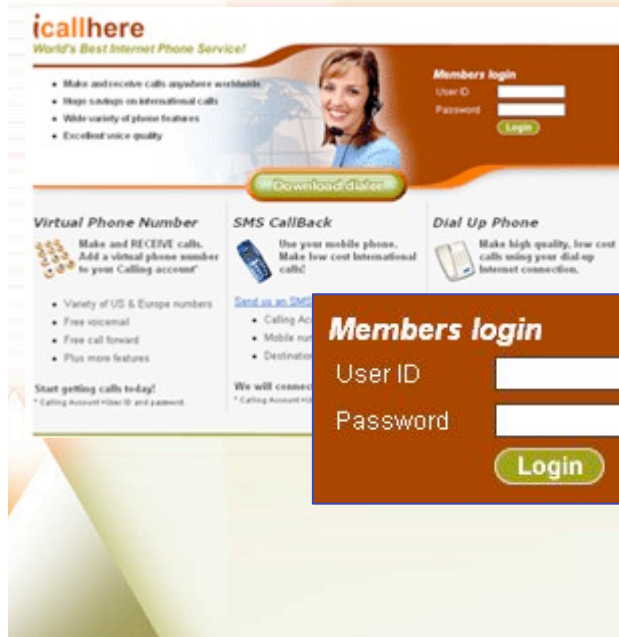 icallhere
World's Best Internet Phone Service!
Make and receive calls anywhere worldwide
Huge savings on international calls
Wide variety of phone features
Excellent voice quality
Members login
User ID
Password
Login
Download dialer
Virtual Phone Number
Make and RECEIVE calls.
Add a virtual phone number
to your Calling account*
Variety of US & Europe numbers
Free voicemail
Free call forward
Plus more features
Start getting calls today!
* Calling Account=User ID and password.
SMS CallBack
Use your mobile phone.
Make low cost International
calls!
Send us an SMS
Calling Acc
Mobile num
Destination
We will connec
* Calling Account=Us
Dial Up Phone
Make high quality, low cost
calls using your dial-up
Internet connection.
Members login
User ID
Password
Login